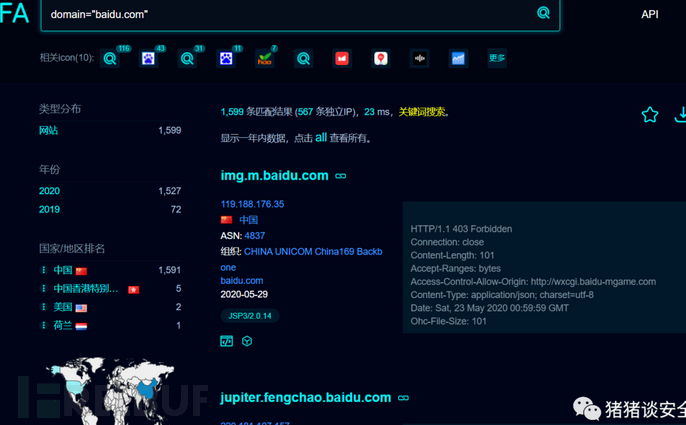 FA
domain="baidu.com"
API
相关icon(10):
116
43
31
11
7
更多
类型分布
网站 1,599
年份
2020 1,527
2019 72
国家/地区排名
中国 1,591
中国香港特别... 5
美国 2
荷兰 1
1,599 条匹配结果 (567 条独立IP)，23 ms，关键词搜索。
显示一年内数据，点击 all 查看所有。
img.m.baidu.com
119.188.176.35
中国
ASN: 4837
组织: CHINA UNICOM China169 Backb
one
baidu.com
2020-05-29
JSP3/2.0.14
HTTP/1.1 403 Forbidden
Connection: close
Content-Length: 101
Accept-Ranges: bytes
Access-Control-Allow-Origin: http://wxcgi.baidu-mgame.com
Content-Type: application/json; charset=utf-8
Date: Sat, 23 May 2020 00:59:59 GMT
Ohc-File-Size: 101
jupiter.fengchao.baidu.com
FREEBUF
猪猪谈安全